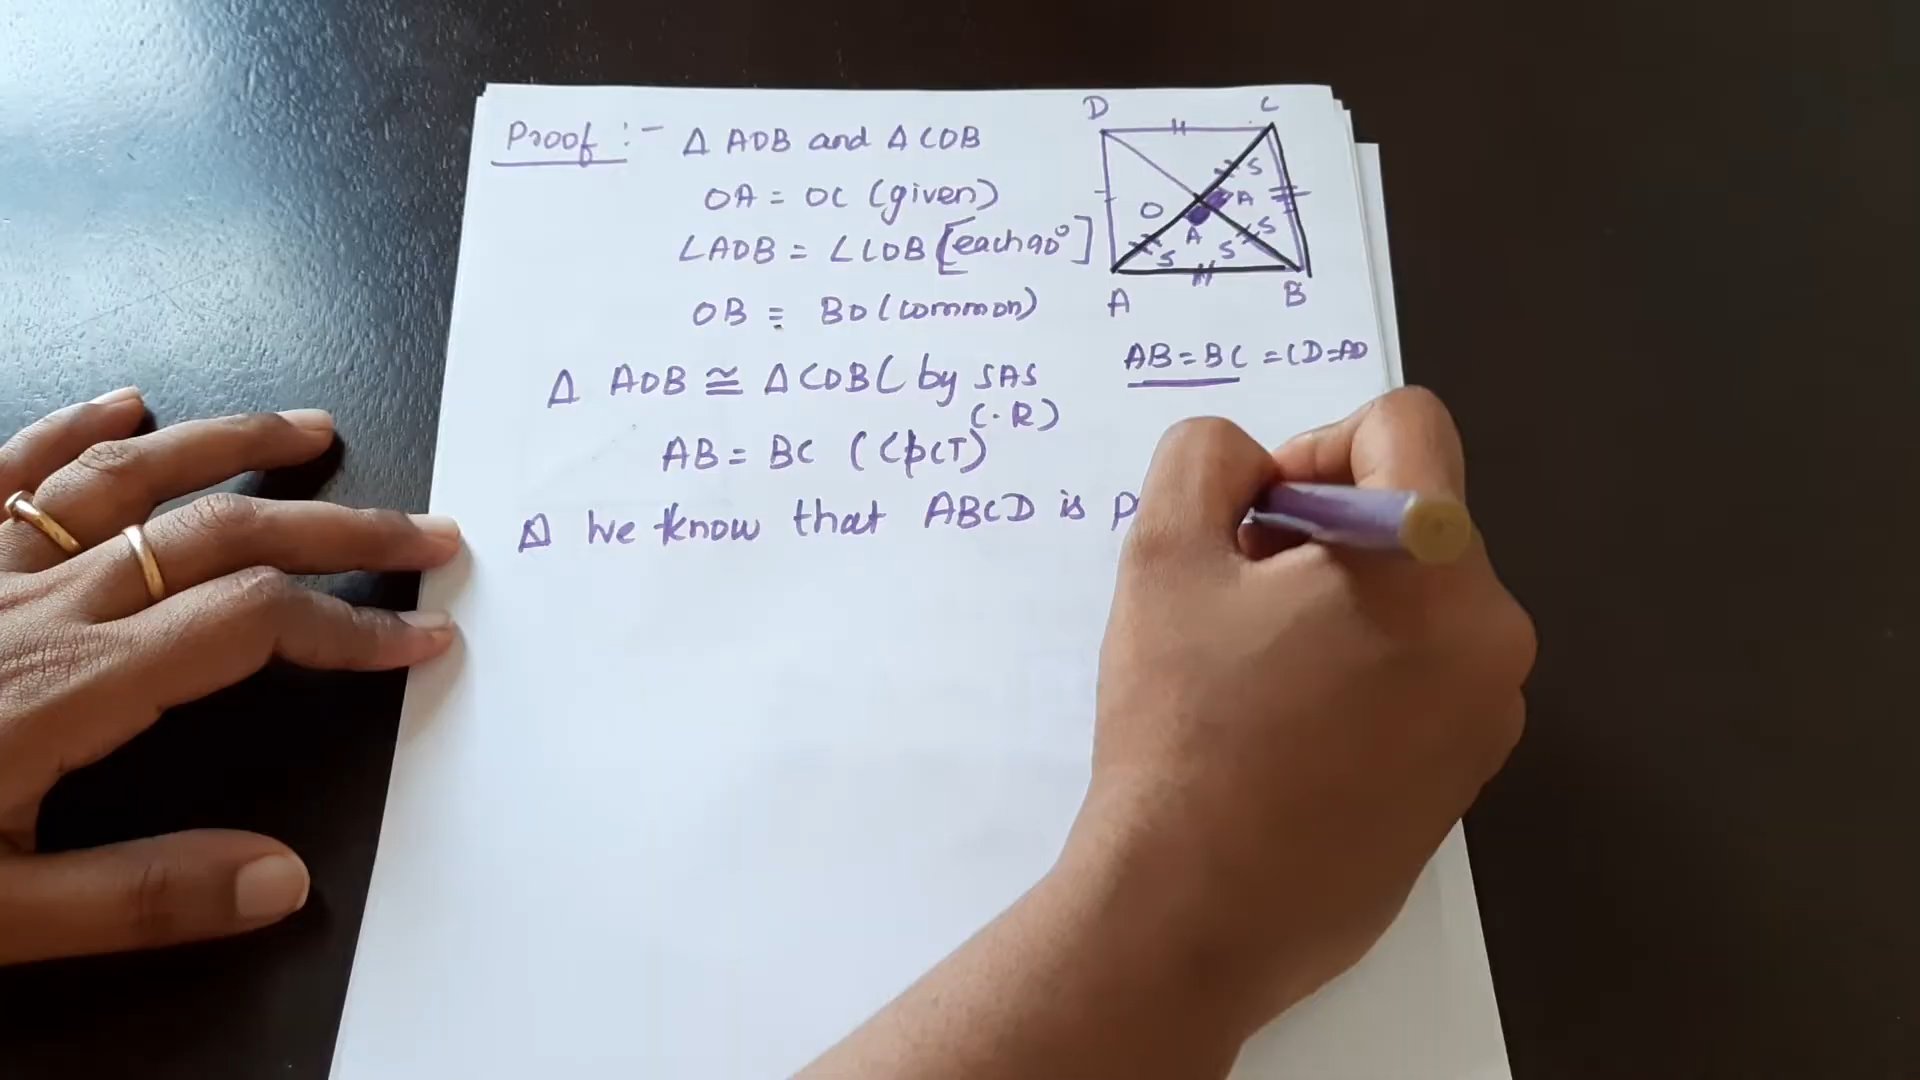 Proof :- Δ AOB and Δ COB
OA = OC (given)
∠AOB = ∠COB [each 90°]
OB = BO (common)
Δ AOB ≅ Δ COB ( by SAS
C.R)
AB = BC (CPCT)
Δ We know that ABCD is P
D C
S
O A
A S
S S
A B
AB = BC = CD = AD